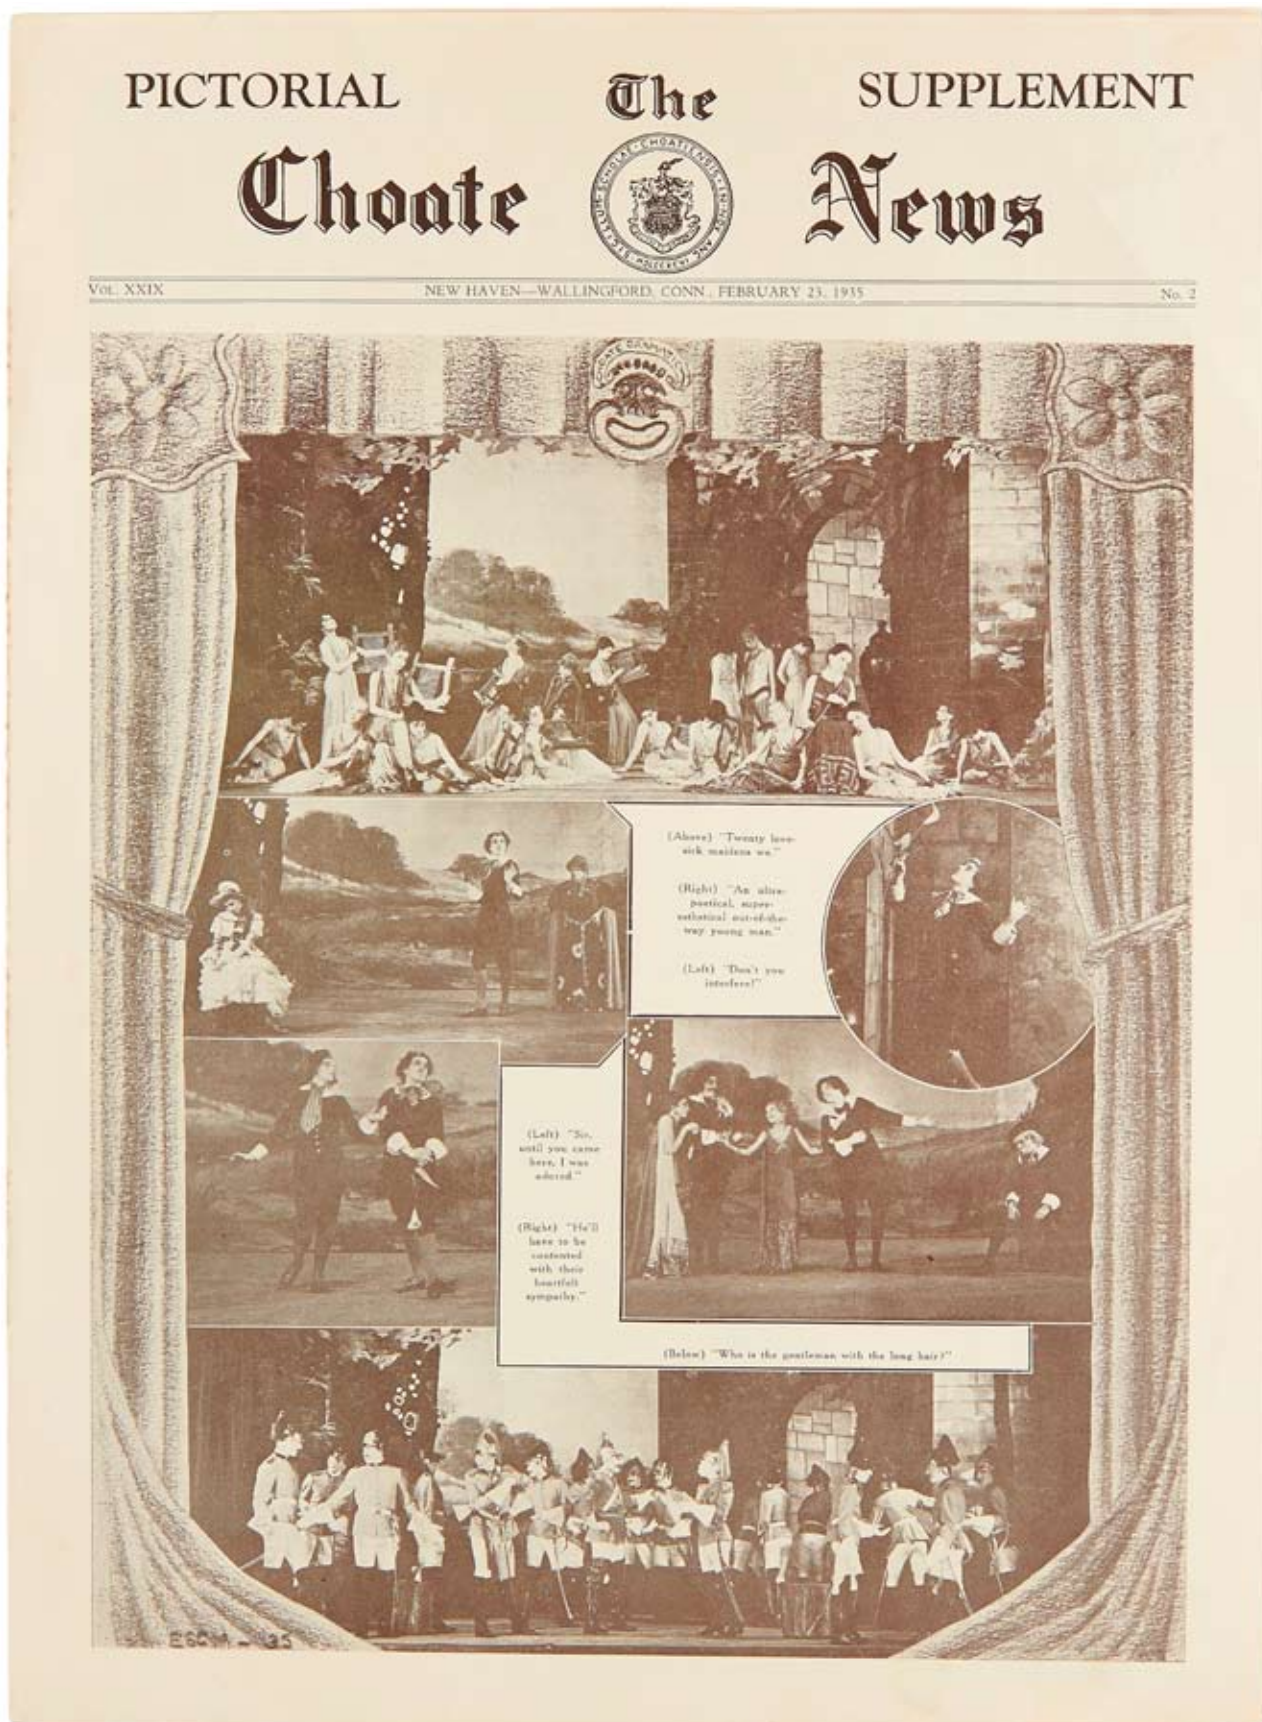 PICTORIAL The SUPPLEMENT
Choate News
VOL. XXIX NEW HAVEN—WALLINGFORD, CONN., FEBRUARY 23, 1935 No. 2
(Above) "Twenty love-
sick maidens we."
(Right) "An ultra-
poetical, super-
esthetical out-of-the-
way young man."
(Left) "Don't you
interfere!"
(Left) "So,
until you came
here, I was
adored."
(Right) "He'll
have to be
contented
with their
heartfelt
sympathy."
(Below) "Who is the gentleman with the long hair?"